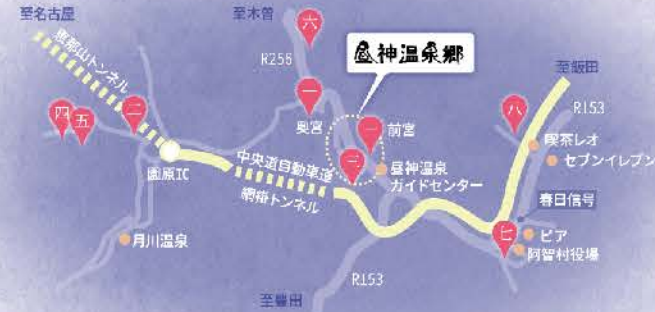 至名古屋
至木曽
六
R256
昼神温泉郷
至飯田
恵那山トンネル
R153
四
五
二
一
奥宮
一
前宮
八
喫茶レオ
セブンイレブン
園原IC
中央道自動車道
三
昼神温泉
ガイドセンター
網掛トンネル
春日信号
月川温泉
七
ピア
阿智村役場
R153
至豊田